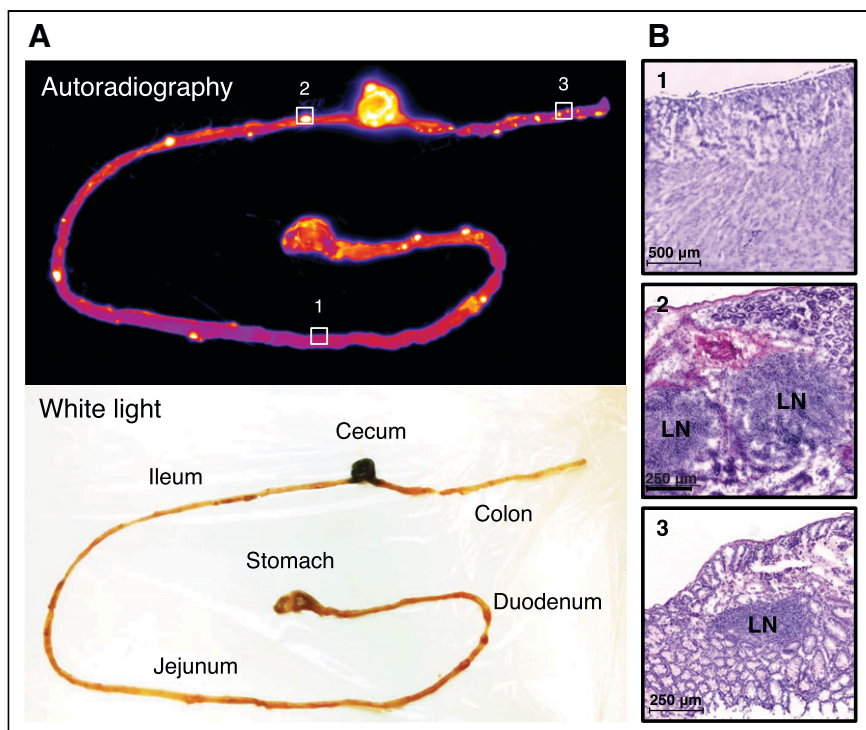 A
Autoradiography
2
3
1
White light
Cecum
Ileum
Colon
Stomach
Duodenum
Jejunum
B
1
500 µm
2
LN
LN
250 µm
3
LN
250 µm